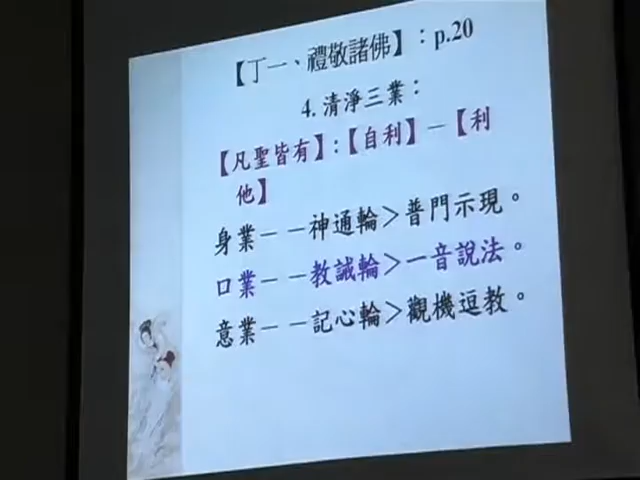 【丁一、禮敬諸佛】：p.20
4. 清淨三業：
【凡聖皆有】:【自利】－【利
他】
身業－－神通輪＞普門示現。
口業－－教誡輪＞一音說法。
意業－－記心輪＞觀機逗教。